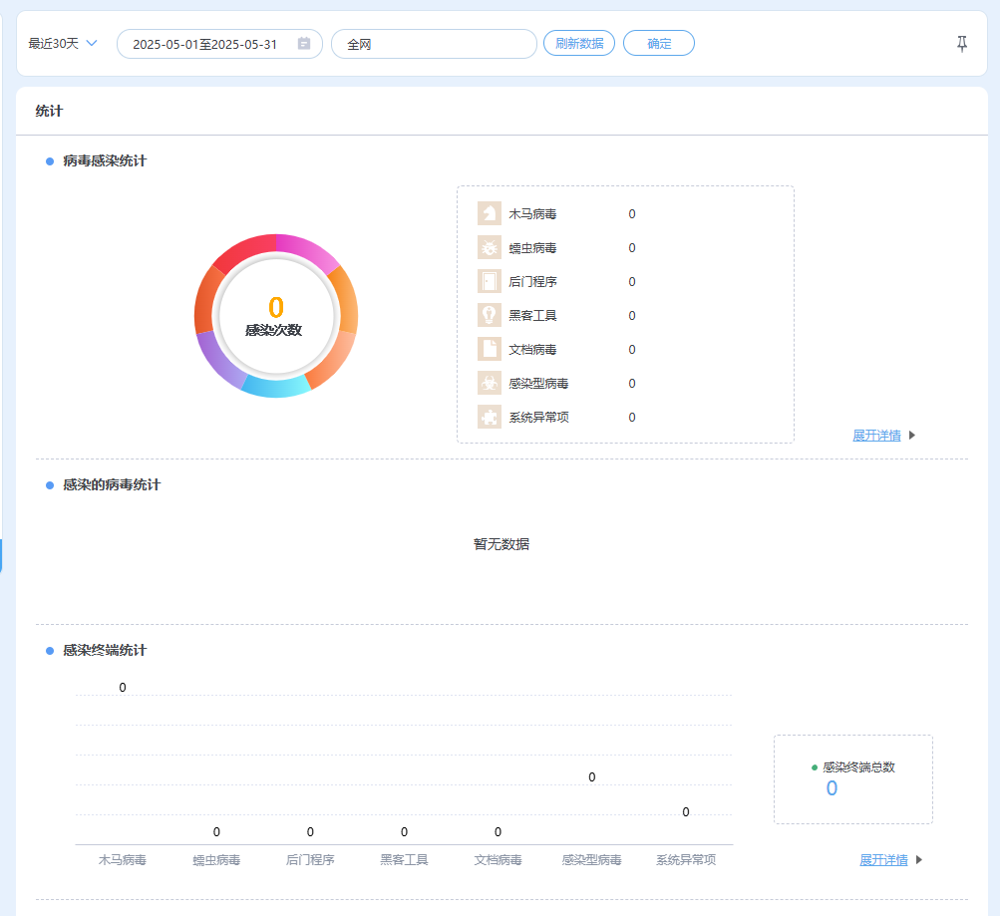 最近30天 2025-05-01至2025-05-31 全网 刷新数据 确定
统计
病毒感染统计
木马病毒 0
蠕虫病毒 0
后门程序 0
0
感染次数
黑客工具 0
文档病毒 0
感染型病毒 0
系统异常项 0
展开详情
感染的病毒统计
暂无数据
感染终端统计
0
0
0
0 0 0 0
木马病毒 蠕虫病毒 后门程序 黑客工具 文档病毒 感染型病毒 系统异常项
感染终端总数
0
展开详情